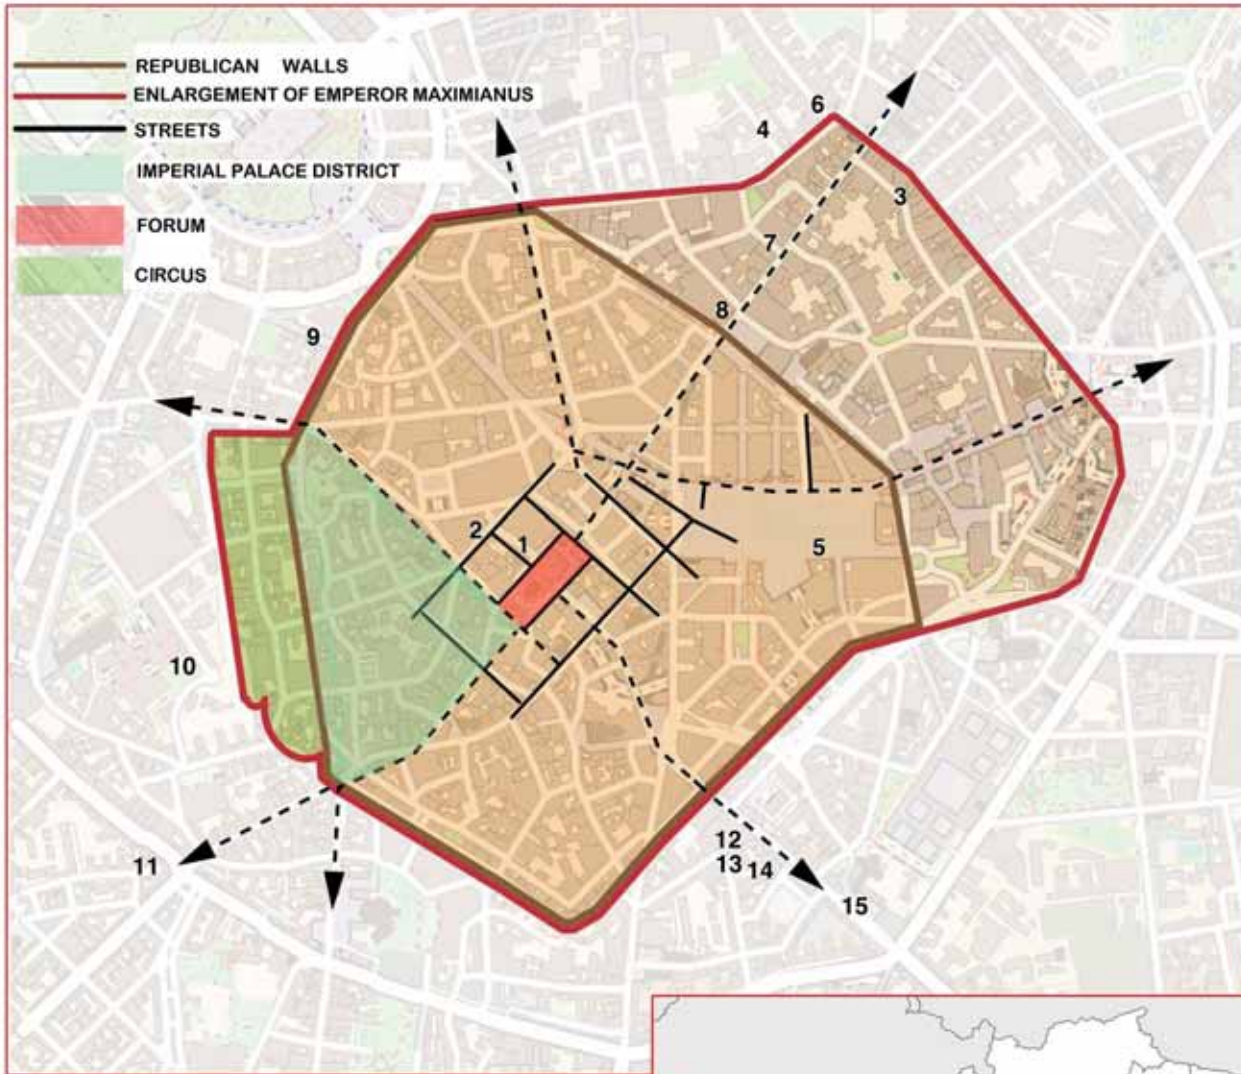 REPUBLICAN WALLS
ENLARGEMENT OF EMPEROR MAXIMIANUS
STREETS
IMPERIAL PALACE DISTRICT
FORUM
CIRCUS
6
4
3
7
8
9
2
1
5
10
11
12
13 14
15